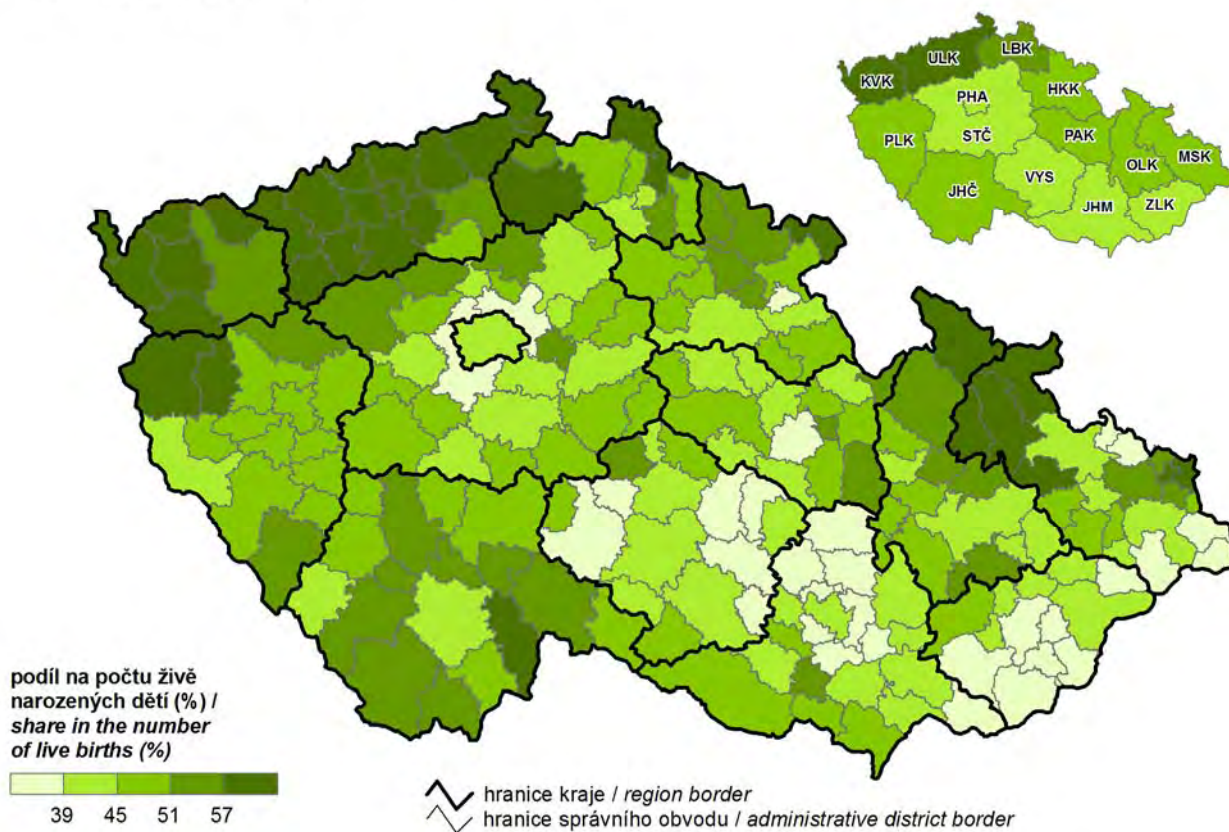 LBK
ULK
KVK
HKK
PHA
PLK
STČ
PAK
OLK
MSK
VYS
JHČ
JHM
ZLK
podíl na počtu živě
narozených dětí (%) /
share in the number
of live births (%)
39 45 51 57
hranice kraje / region border
hranice správního obvodu / administrative district border